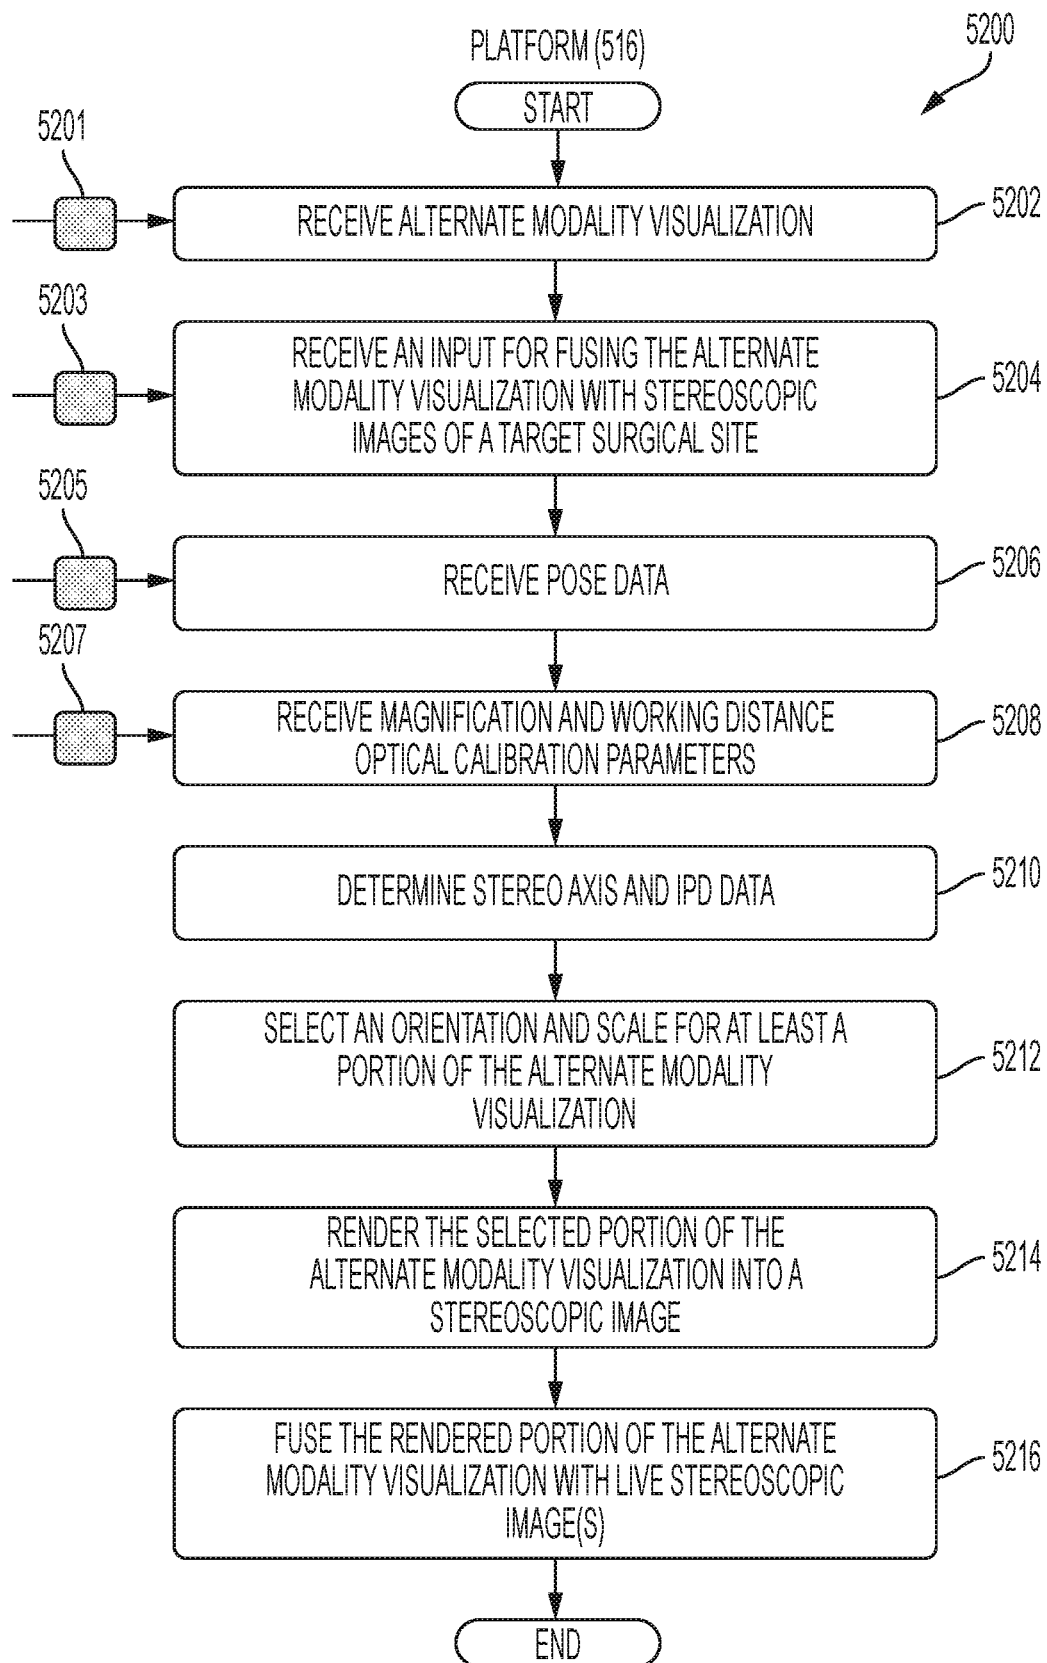 PLATFORM (516)
5200
START
5201
RECEIVE ALTERNATE MODALITY VISUALIZATION
5202
5203
RECEIVE AN INPUT FOR FUSING THE ALTERNATE
MODALITY VISUALIZATION WITH STEREOSCOPIC
IMAGES OF A TARGET SURGICAL SITE
5204
5205
RECEIVE POSE DATA
5206
5207
RECEIVE MAGNIFICATION AND WORKING DISTANCE
OPTICAL CALIBRATION PARAMETERS
5208
DETERMINE STEREO AXIS AND IPD DATA
5210
SELECT AN ORIENTATION AND SCALE FOR AT LEAST A
PORTION OF THE ALTERNATE MODALITY
VISUALIZATION
5212
RENDER THE SELECTED PORTION OF THE
ALTERNATE MODALITY VISUALIZATION INTO A
STEREOSCOPIC IMAGE
5214
FUSE THE RENDERED PORTION OF THE ALTERNATE
MODALITY VISUALIZATION WITH LIVE STEREOSCOPIC
IMAGE(S)
5216
END